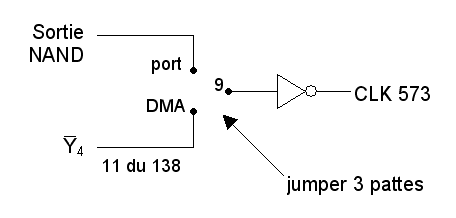 Sortie
NAND
port
9
CLK 573
DMA
Y̅₄
11 du 138
jumper 3 pattes